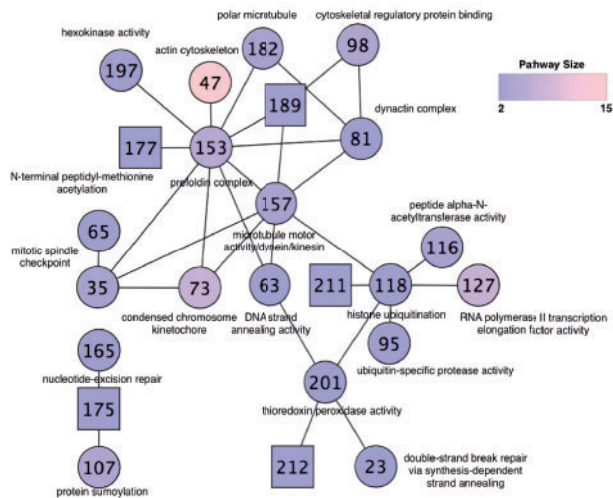 polar microtubule
cytoskeletal regulatory protein binding
hexokinase activity
actin cytoskeleton
182
98
197
47
Pathway Size
2
15
189
dynactin complex
177
153
81
N-terminal peptidyl-methionine
acetylation
prefoldin complex
157
peptide alpha-N-
acetyltransferase activity
65
microtubule motor
activity/dynein/kinesin
116
mitotic spindle
checkpoint
35
73
63
211
118
127
condensed chromosome
kinetochore
DNA strand
annealing activity
histone ubiquitination
RNA polymerase II transcription
elongation factor activity
165
95
ubiquitin-specific protease activity
nucleotide-excision repair
201
175
thioredoxin peroxidase activity
107
212
23
double-strand break repair
via synthesis-dependent
strand annealing
protein sumoylation